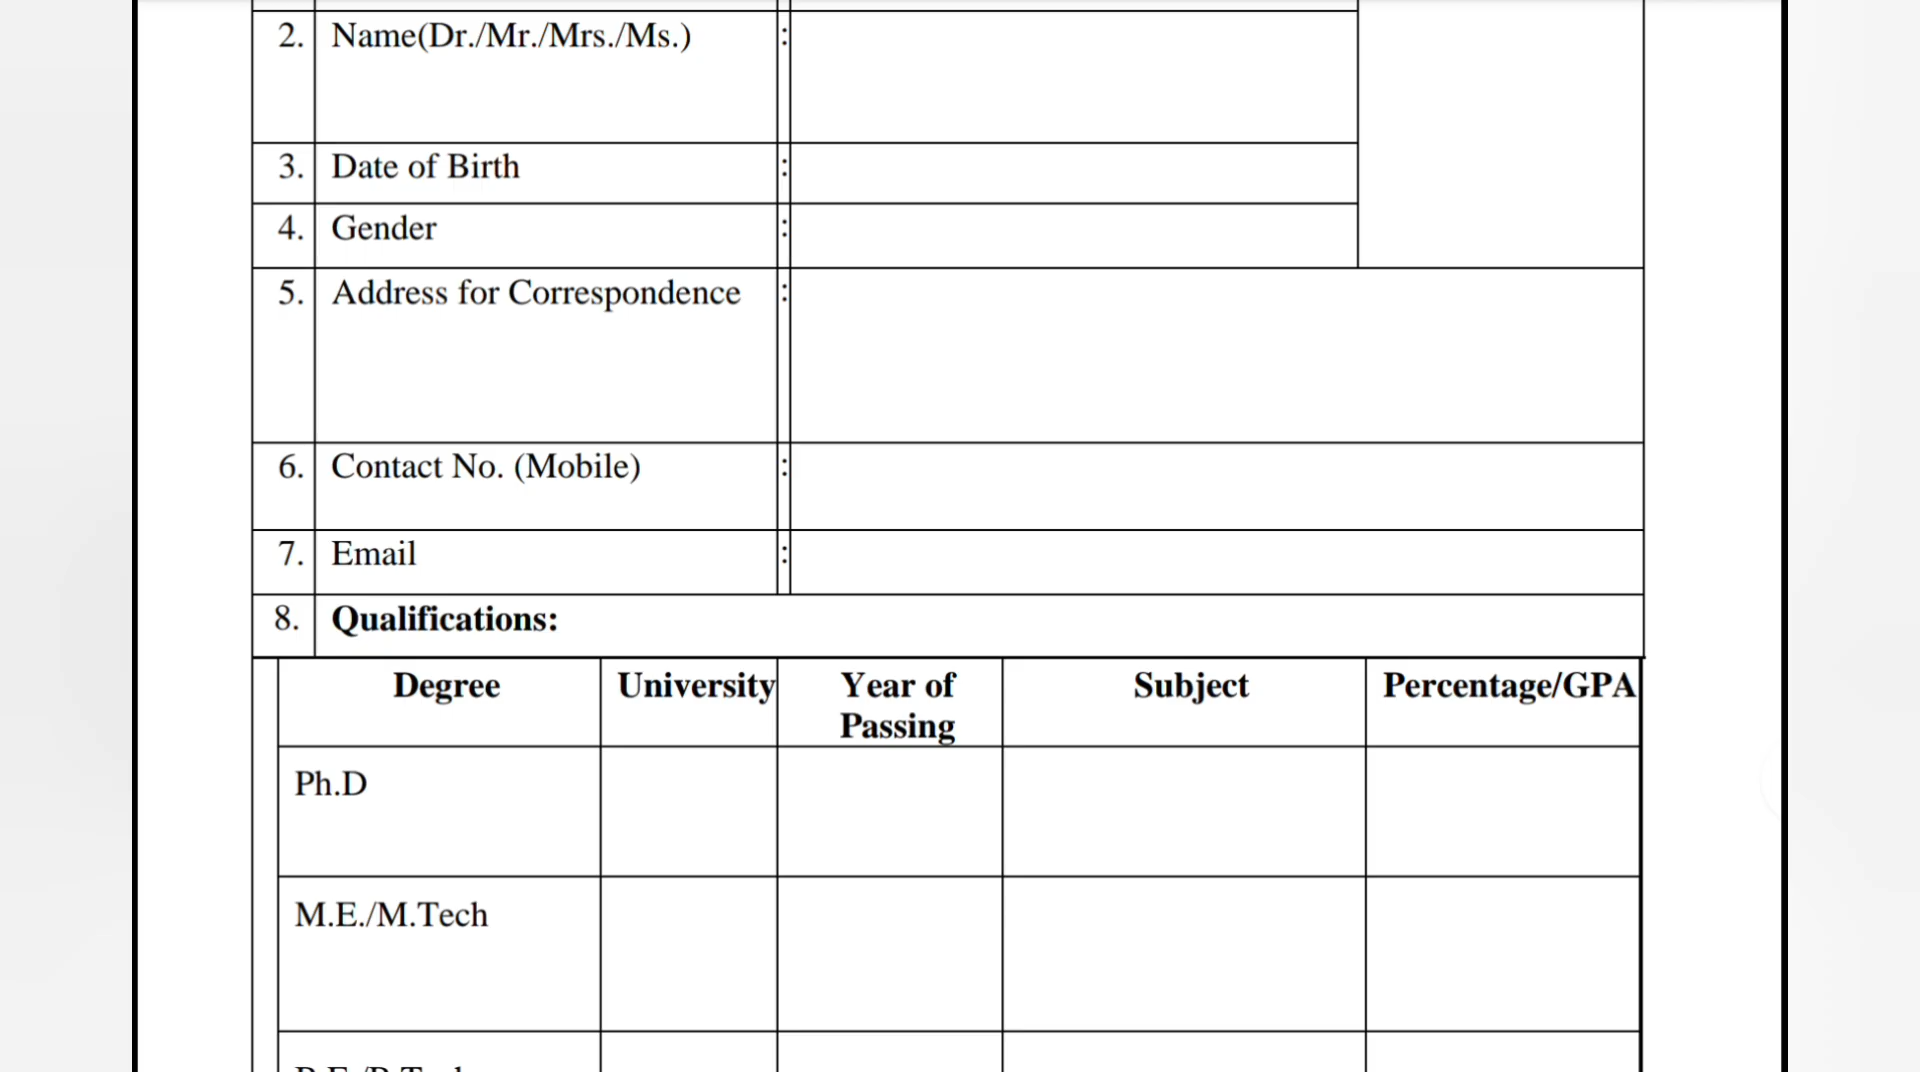 2. Name(Dr./Mr./Mrs./Ms.) :
3. Date of Birth :
4. Gender :
5. Address for Correspondence :
6. Contact No. (Mobile) :
7. Email :
8. Qualifications:
Degree University Year of Passing Subject Percentage/GPA
Ph.D
M.E./M.Tech